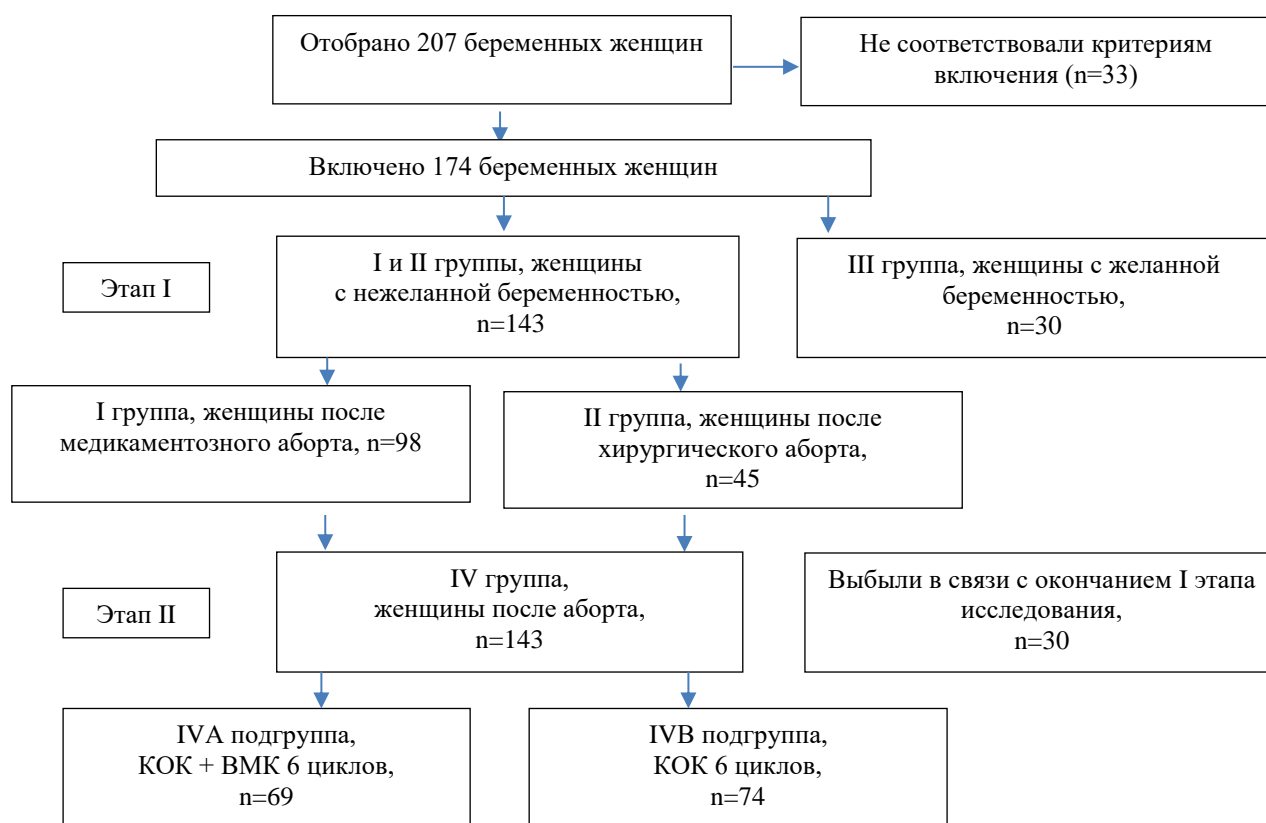 Отобрано 207 беременных женщин
Не соответствовали критериям
включения (n=33)
Включено 174 беременных женщин
Этап I
I и II группы, женщины
с нежеланной беременностью,
n=143
III группа, женщины с желанной
беременностью,
n=30
I группа, женщины после
медикаментозного аборта, n=98
II группа, женщины после
хирургического аборта,
n=45
Этап II
IV группа,
женщины после аборта,
n=143
Выбыли в связи с окончанием I этапа
исследования,
n=30
IVA подгруппа,
КОК + ВМК 6 циклов,
n=69
IVB подгруппа,
КОК 6 циклов,
n=74